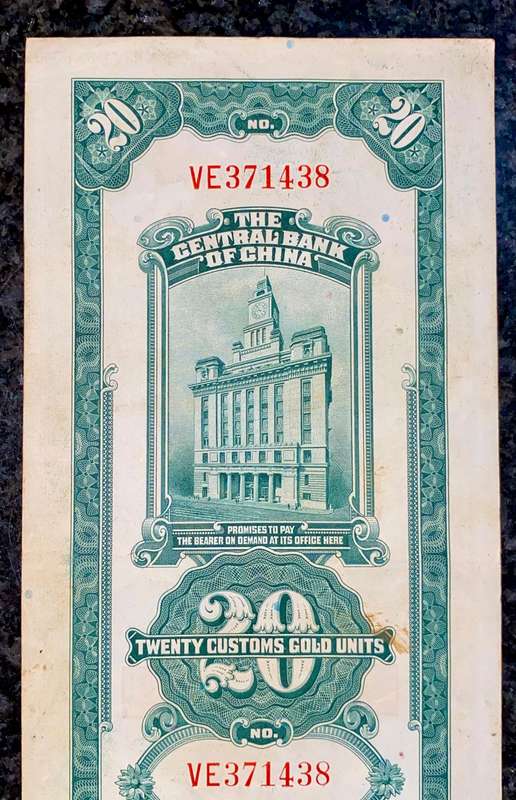 20 NO. 20
VE371438
THE
CENTRAL BANK
OF CHINA
PROMISES TO PAY
THE BEARER ON DEMAND AT ITS OFFICE HERE
20
TWENTY CUSTOMS GOLD UNITS
NO.
VE371438